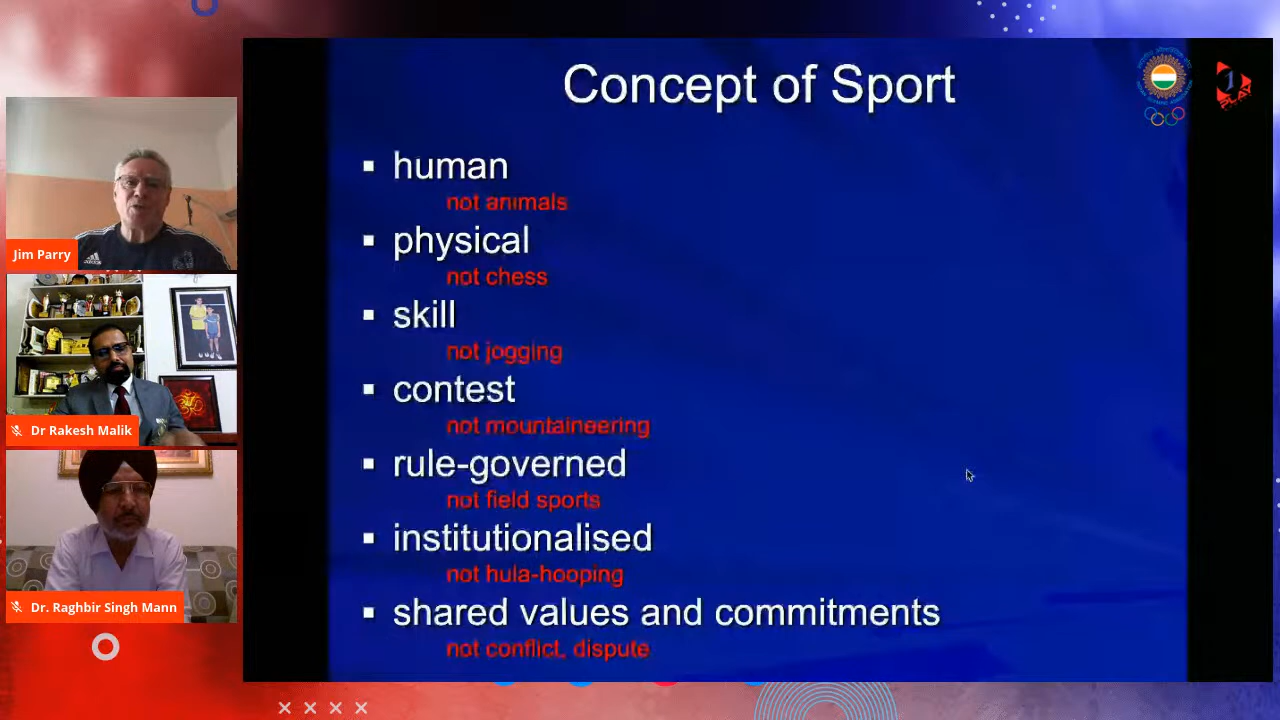 Concept of Sport
human
not animals
physical
not chess
skill
not jogging
contest
not mountaineering
rule-governed
not field sports
institutionalised
not hula-hooping
shared values and commitments
not conflict, dispute
Jim Parry
Dr Rakesh Malik
Dr. Raghbir Singh Mann
PLAY